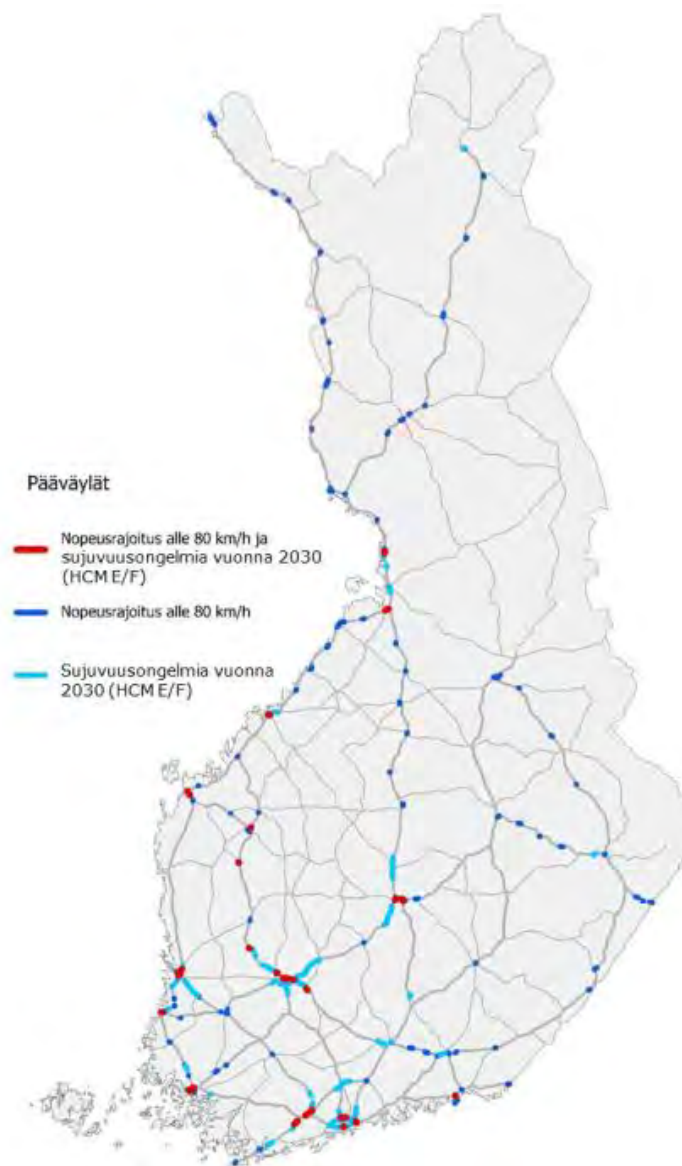 Pääväylät
Nopeusrajoitus alle 80 km/h ja
sujuvuusongelmia vuonna 2030
(HCM E/F)
Nopeusrajoitus alle 80 km/h
Sujuvuusongelmia vuonna
2030 (HCM E/F)